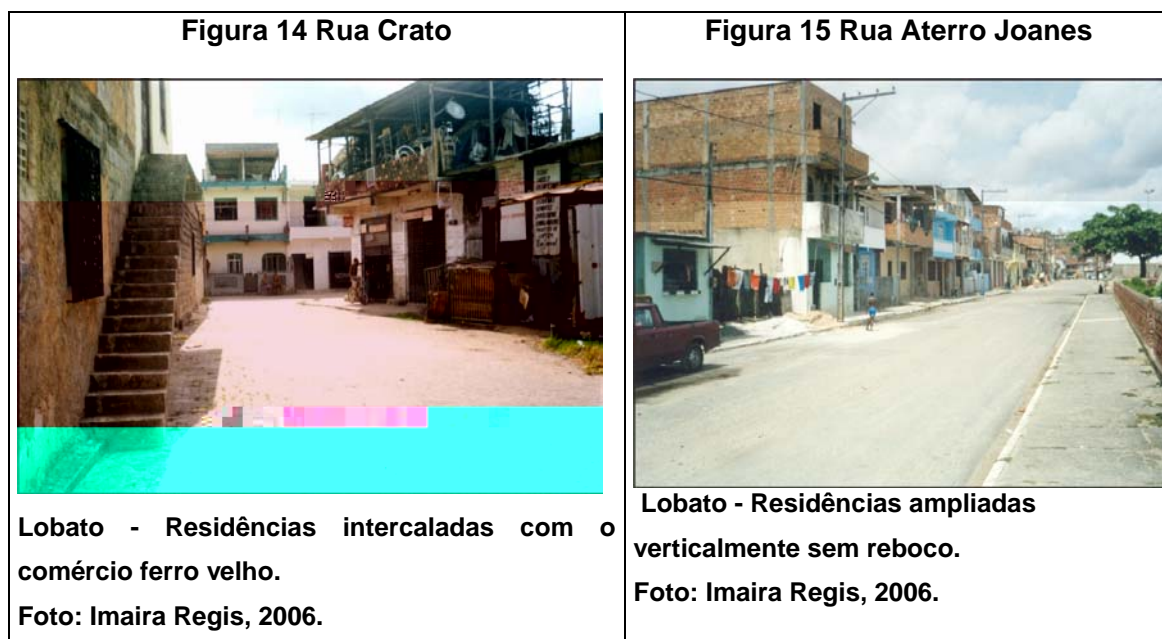 Figura 14 Rua Crato
Lobato - Residências intercaladas com o
comércio ferro velho.
Foto: Imaira Regis, 2006.
Figura 15 Rua Aterro Joanes
Lobato - Residências ampliadas
verticalmente sem reboco.
Foto: Imaira Regis, 2006.